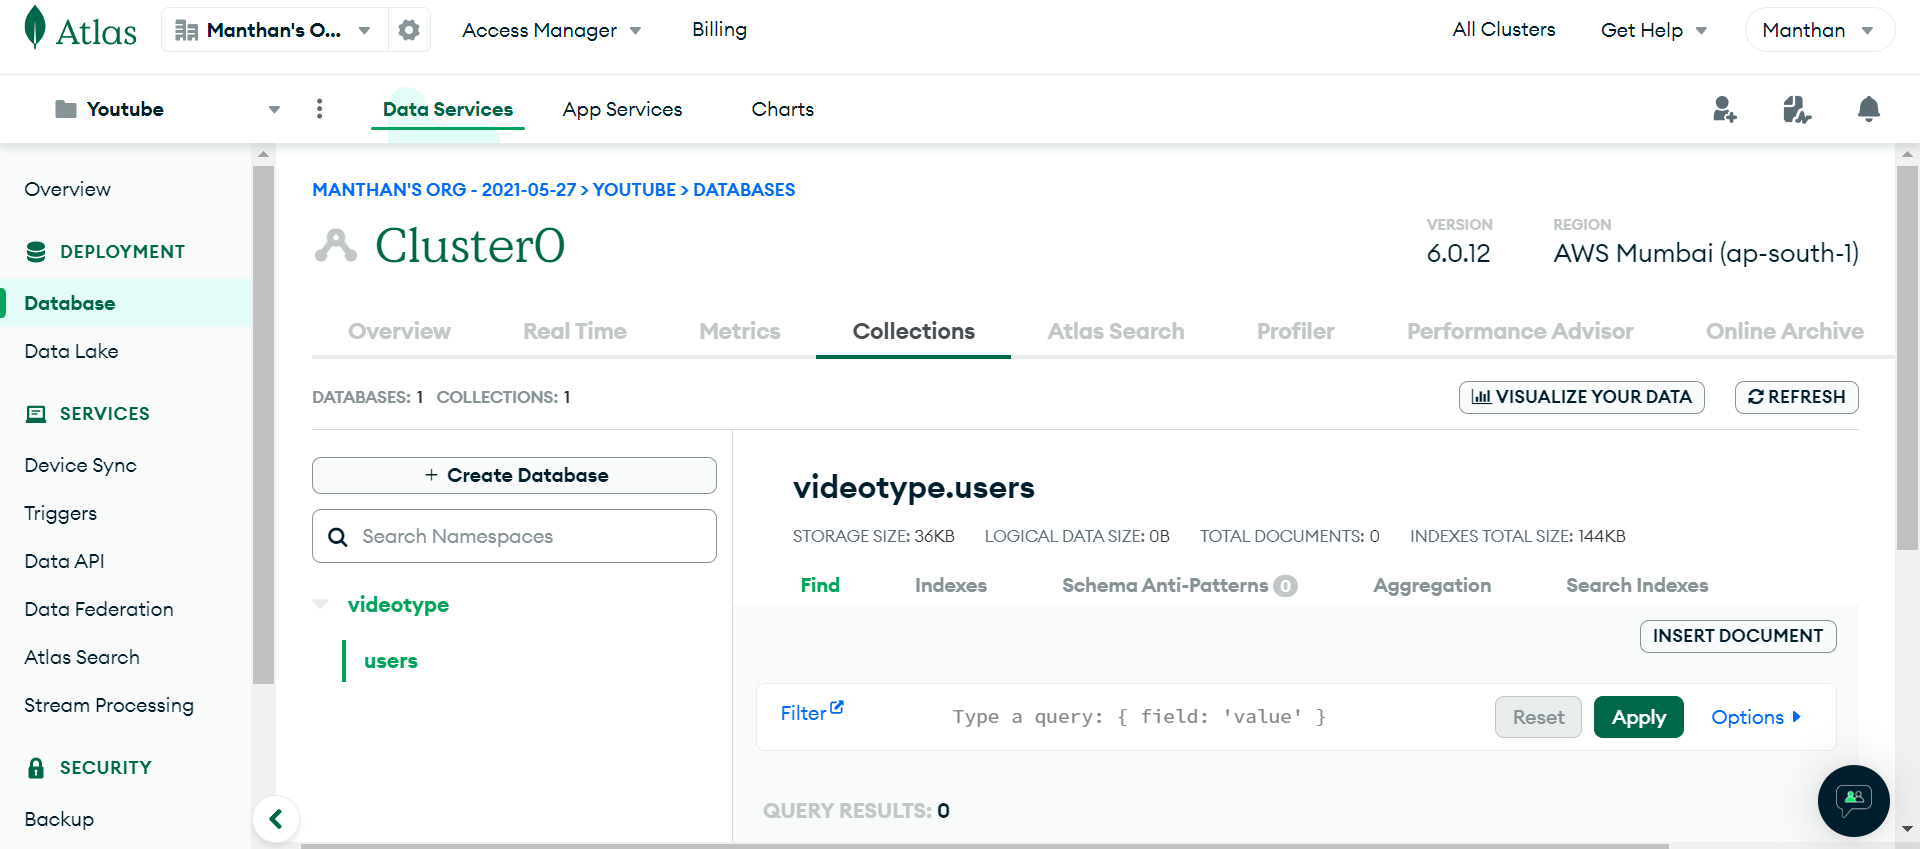 Atlas Manthan's O... Access Manager Billing All Clusters Get Help Manthan
Youtube Data Services App Services Charts
Overview
DEPLOYMENT
Database
Data Lake
SERVICES
Device Sync
Triggers
Data API
Data Federation
Atlas Search
Stream Processing
SECURITY
Backup
MANTHAN'S ORG - 2021-05-27 > YOUTUBE > DATABASES
Cluster0
VERSION
6.0.12
REGION
AWS Mumbai (ap-south-1)
Overview Real Time Metrics Collections Atlas Search Profiler Performance Advisor Online Archive
DATABASES: 1 COLLECTIONS: 1
VISUALIZE YOUR DATA REFRESH
+ Create Database
Search Namespaces
videotype
users
videotype.users
STORAGE SIZE: 36KB LOGICAL DATA SIZE: 0B TOTAL DOCUMENTS: 0 INDEXES TOTAL SIZE: 144KB
Find Indexes Schema Anti-Patterns 0 Aggregation Search Indexes
INSERT DOCUMENT
Filter Type a query: { field: 'value' } Reset Apply Options
QUERY RESULTS: 0